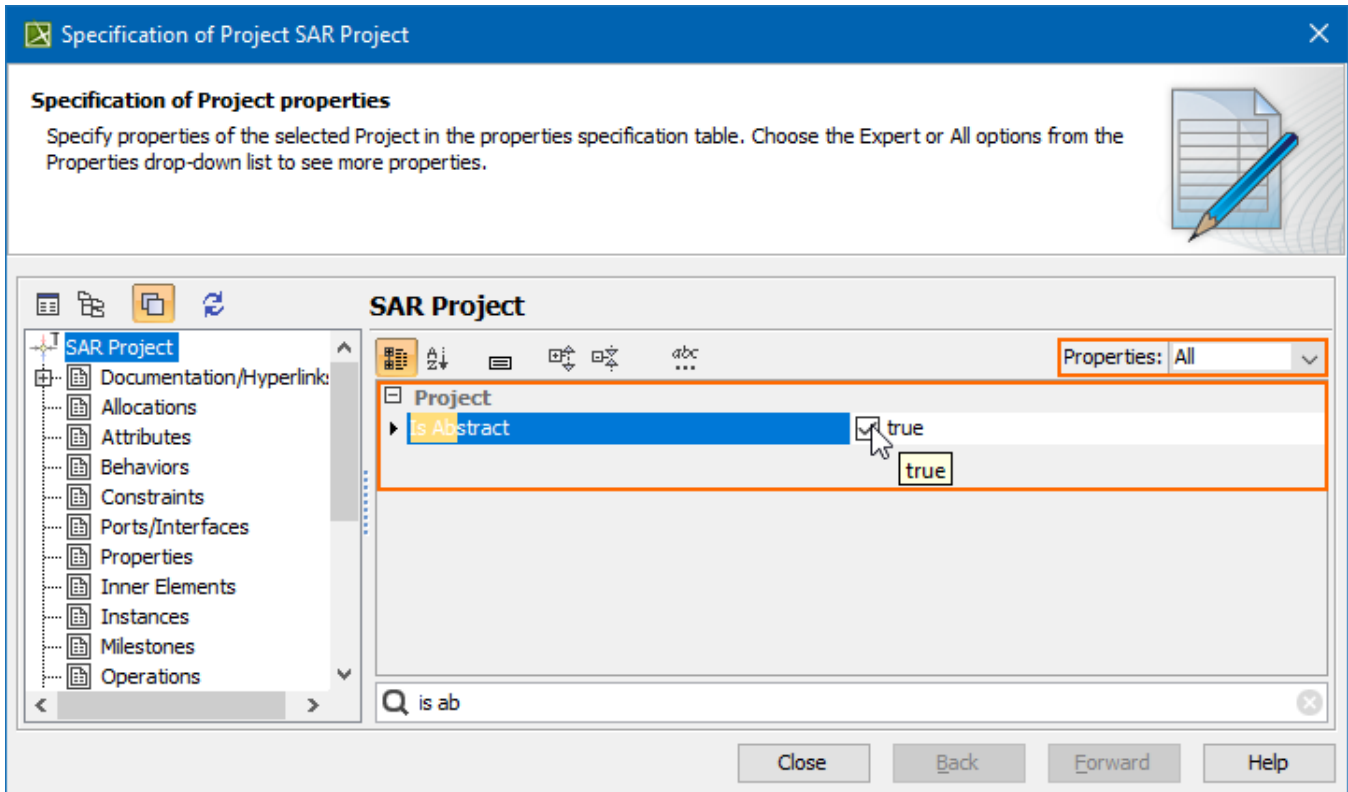 Specification of Project SAR Project
Specification of Project properties
Specify properties of the selected Project in the properties specification table. Choose the Expert or All options from the
Properties drop-down list to see more properties.
SAR Project
SAR Project
Documentation/Hyperlink
Allocations
Attributes
Behaviors
Constraints
Ports/Interfaces
Properties
Inner Elements
Instances
Milestones
Operations
abc
Properties: All
Project
Is Abstract true
true
is ab
Close Back Forward Help